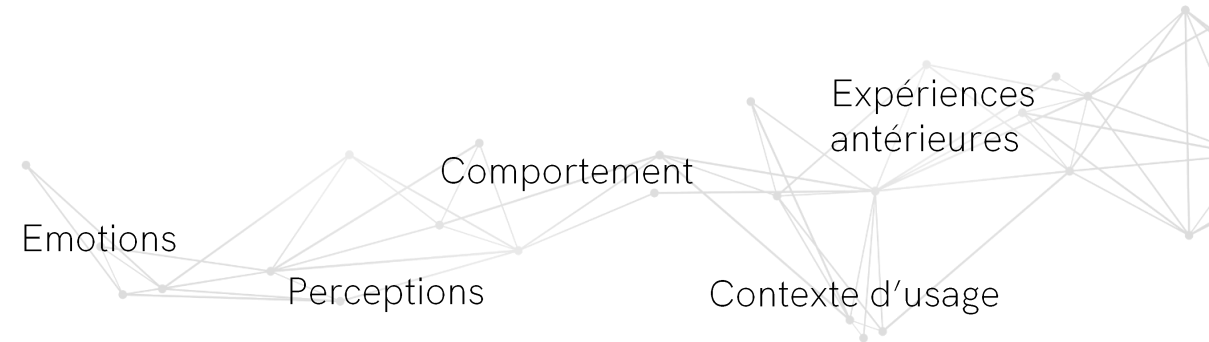 Expériences
antérieures
Comportement
Emotions
Perceptions
Contexte d'usage